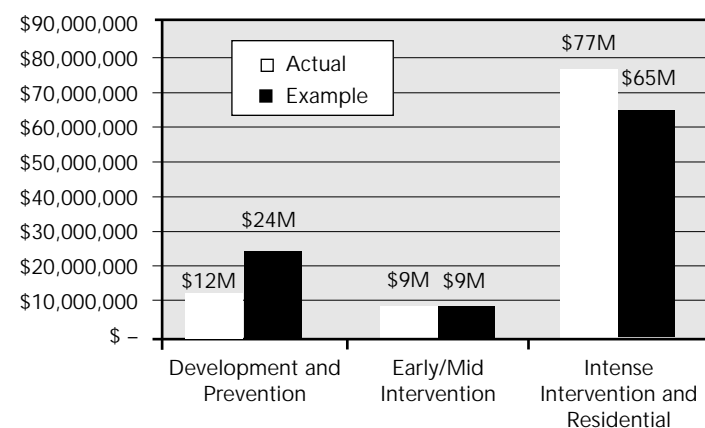 $90,000,000
$80,000,000
$70,000,000
$60,000,000
$50,000,000
$40,000,000
$30,000,000
$20,000,000
$10,000,000
$ –
Actual
Example
$12M
$24M
$9M $9M
$77M
$65M
Development and
Prevention
Early/Mid
Intervention
Intense
Intervention and
Residential